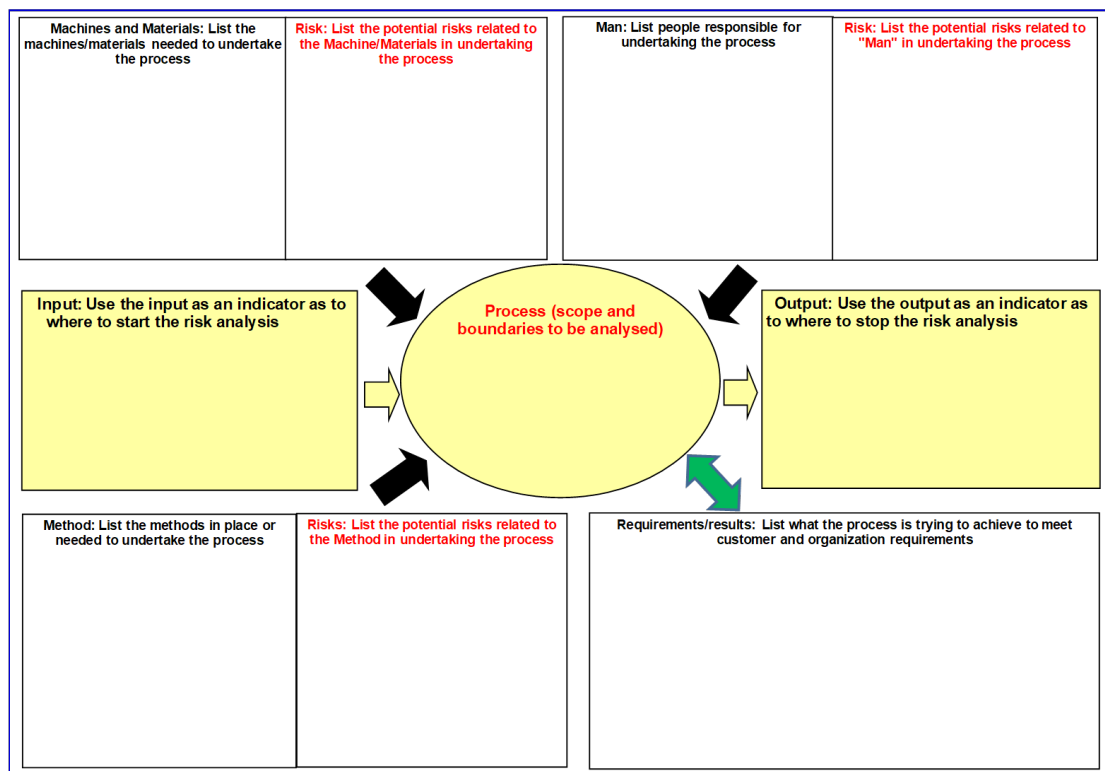 Machines and Materials: List the
machines/materials needed to undertake
the process
Risk: List the potential risks related to
the Machine/Materials in undertaking
the process
Man: List people responsible for
undertaking the process
Risk: List the potential risks related to
"Man" in undertaking the process
Input: Use the input as an indicator as to
where to start the risk analysis
Process (scope and
boundaries to be analysed)
Output: Use the output as an indicator as
to where to stop the risk analysis
Method: List the methods in place or
needed to undertake the process
Risks: List the potential risks related to
the Method in undertaking the process
Requirements/results: List what the process is trying to achieve to meet
customer and organization requirements